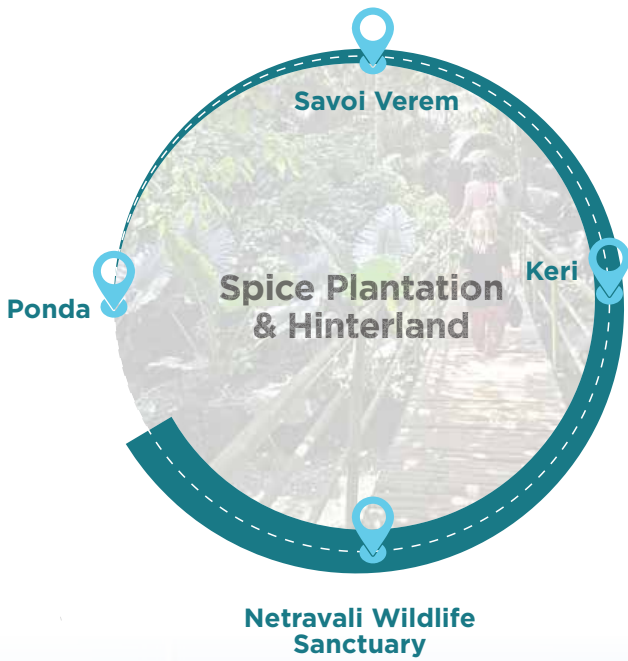 Savoi Verem
Keri
Spice Plantation
& Hinterland
Ponda
Netravali Wildlife
Sanctuary